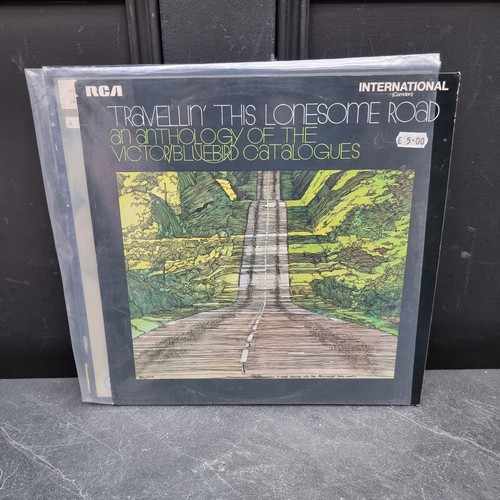 RCA
INTERNATIONAL
(Camden)
TRAVELLIN' THIS LONESOME ROAD
an anthology of the
victor/bluebird catalogues
£5.00